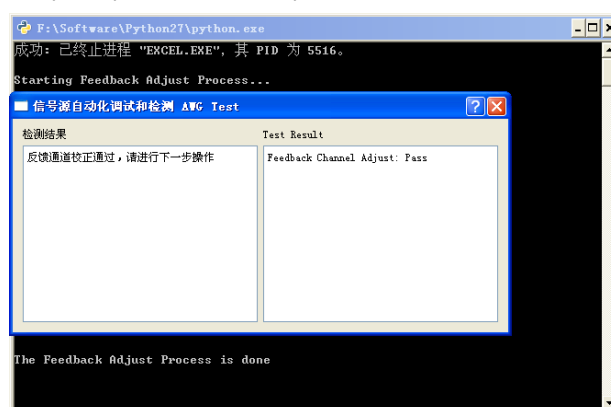 F:\Software\Python27\python.exe
成功: 已终止进程 "EXCEL.EXE", 其 PID 为 5516。
Starting Feedback Adjust Process...
信号源自动化调试和检测 AWG Test
检测结果
Test Result
反馈通道校正通过，请进行下一步操作
Feedback Channel Adjust: Pass
The Feedback Adjust Process is done